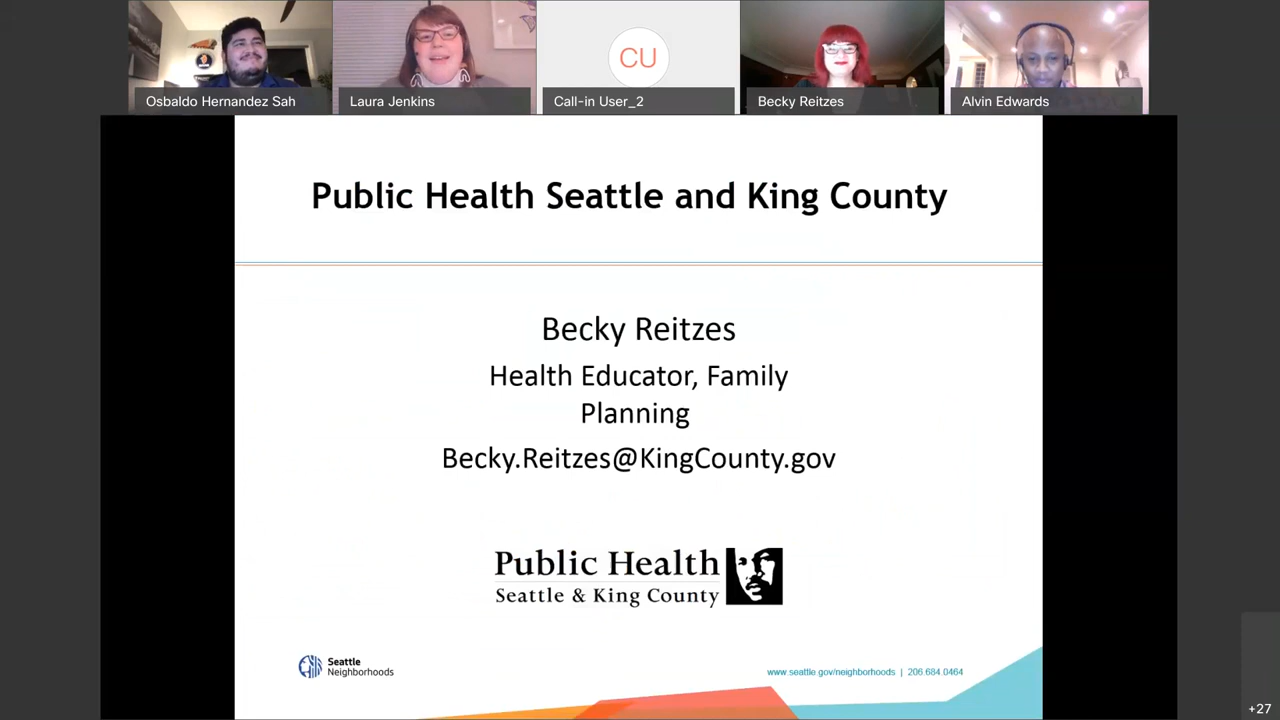 Osbaldo Hernandez Sah
Laura Jenkins
CU
Call-in User_2
Becky Reitzes
Alvin Edwards
Public Health Seattle and King County
Becky Reitzes
Health Educator, Family
Planning
Becky.Reitzes@KingCounty.gov
Public Health
Seattle & King County
Seattle
Neighborhoods
www.seattle.gov/neighborhoods | 206.684.0464
+27